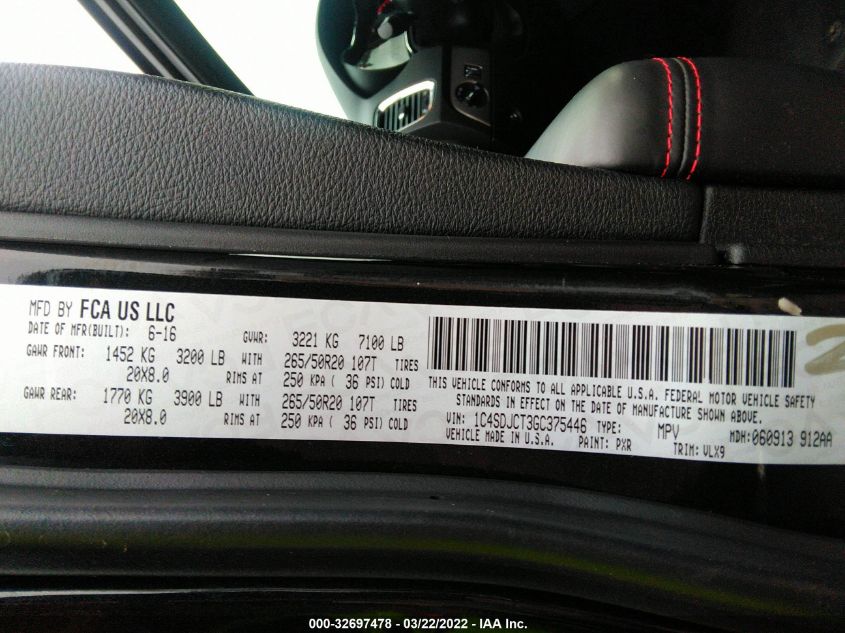 MFD BY FCA US LLC
DATE OF MFR(BUILT): 6-16 GVWR: 3221 KG 7100 LB
GAWR FRONT: 1452 KG 3200 LB WITH 265/50R20 107T TIRES
20X8.0 RIMS AT 250 KPA ( 36 PSI) COLD
GAWR REAR: 1770 KG 3900 LB WITH 265/50R20 107T TIRES
20X8.0 RIMS AT 250 KPA ( 36 PSI) COLD
THIS VEHICLE CONFORMS TO ALL APPLICABLE U.S.A. FEDERAL MOTOR VEHICLE SAFETY
STANDARDS IN EFFECT ON THE DATE OF MANUFACTURE SHOWN ABOVE.
VIN: 1C4SDJCT3GC375446 TYPE: MPV MDH:060913 912AA
VEHICLE MADE IN U.S.A. PAINT: PXR TRIM: VLX9
000-32697478 — 03/22/2022 — IAA Inc.